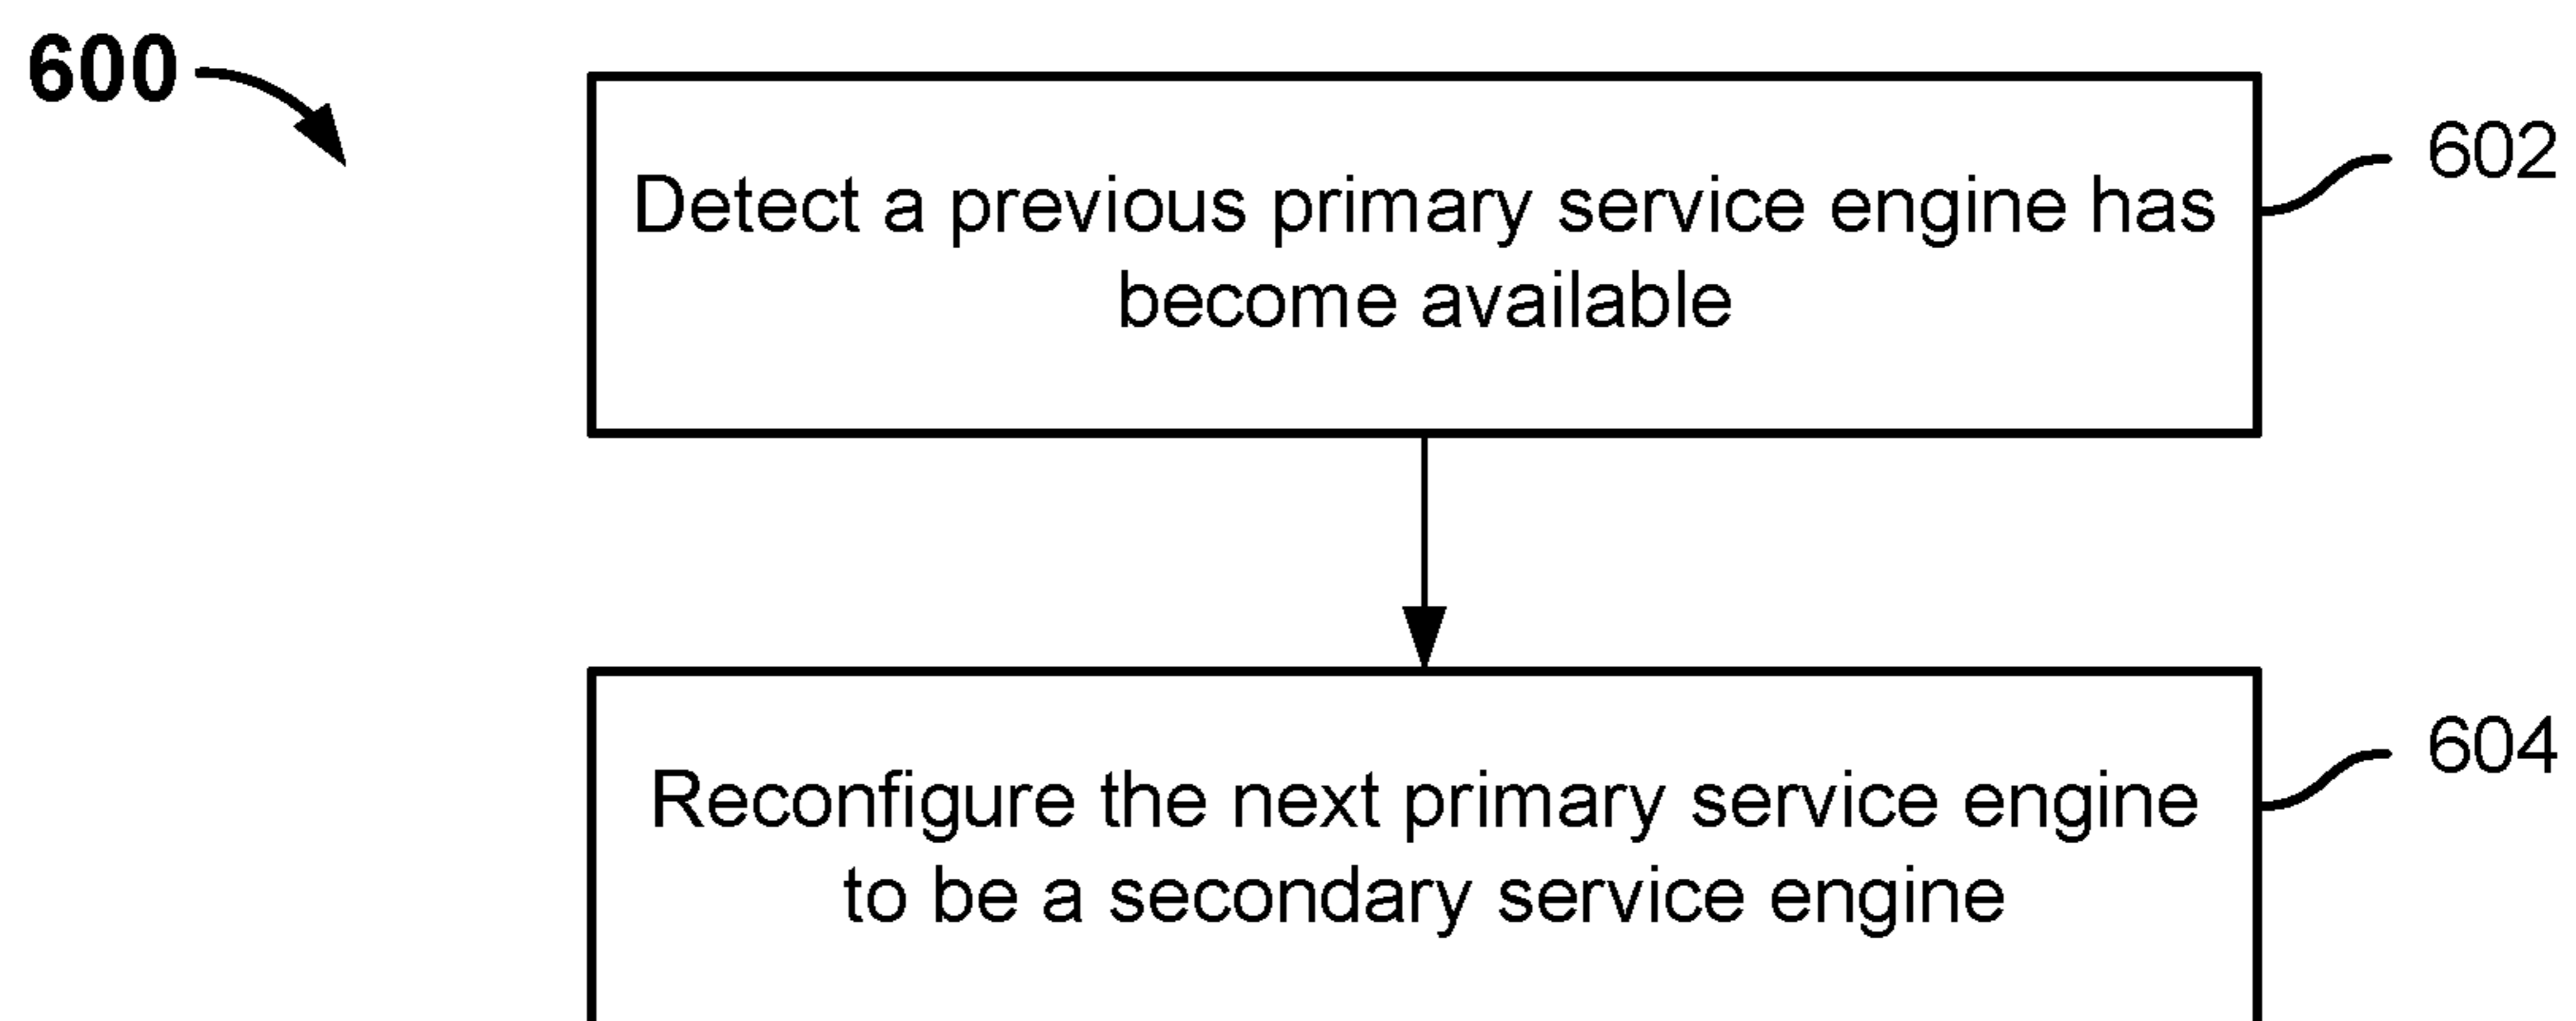 600
Detect a previous primary service engine has
become available
602
Reconfigure the next primary service engine
to be a secondary service engine
604